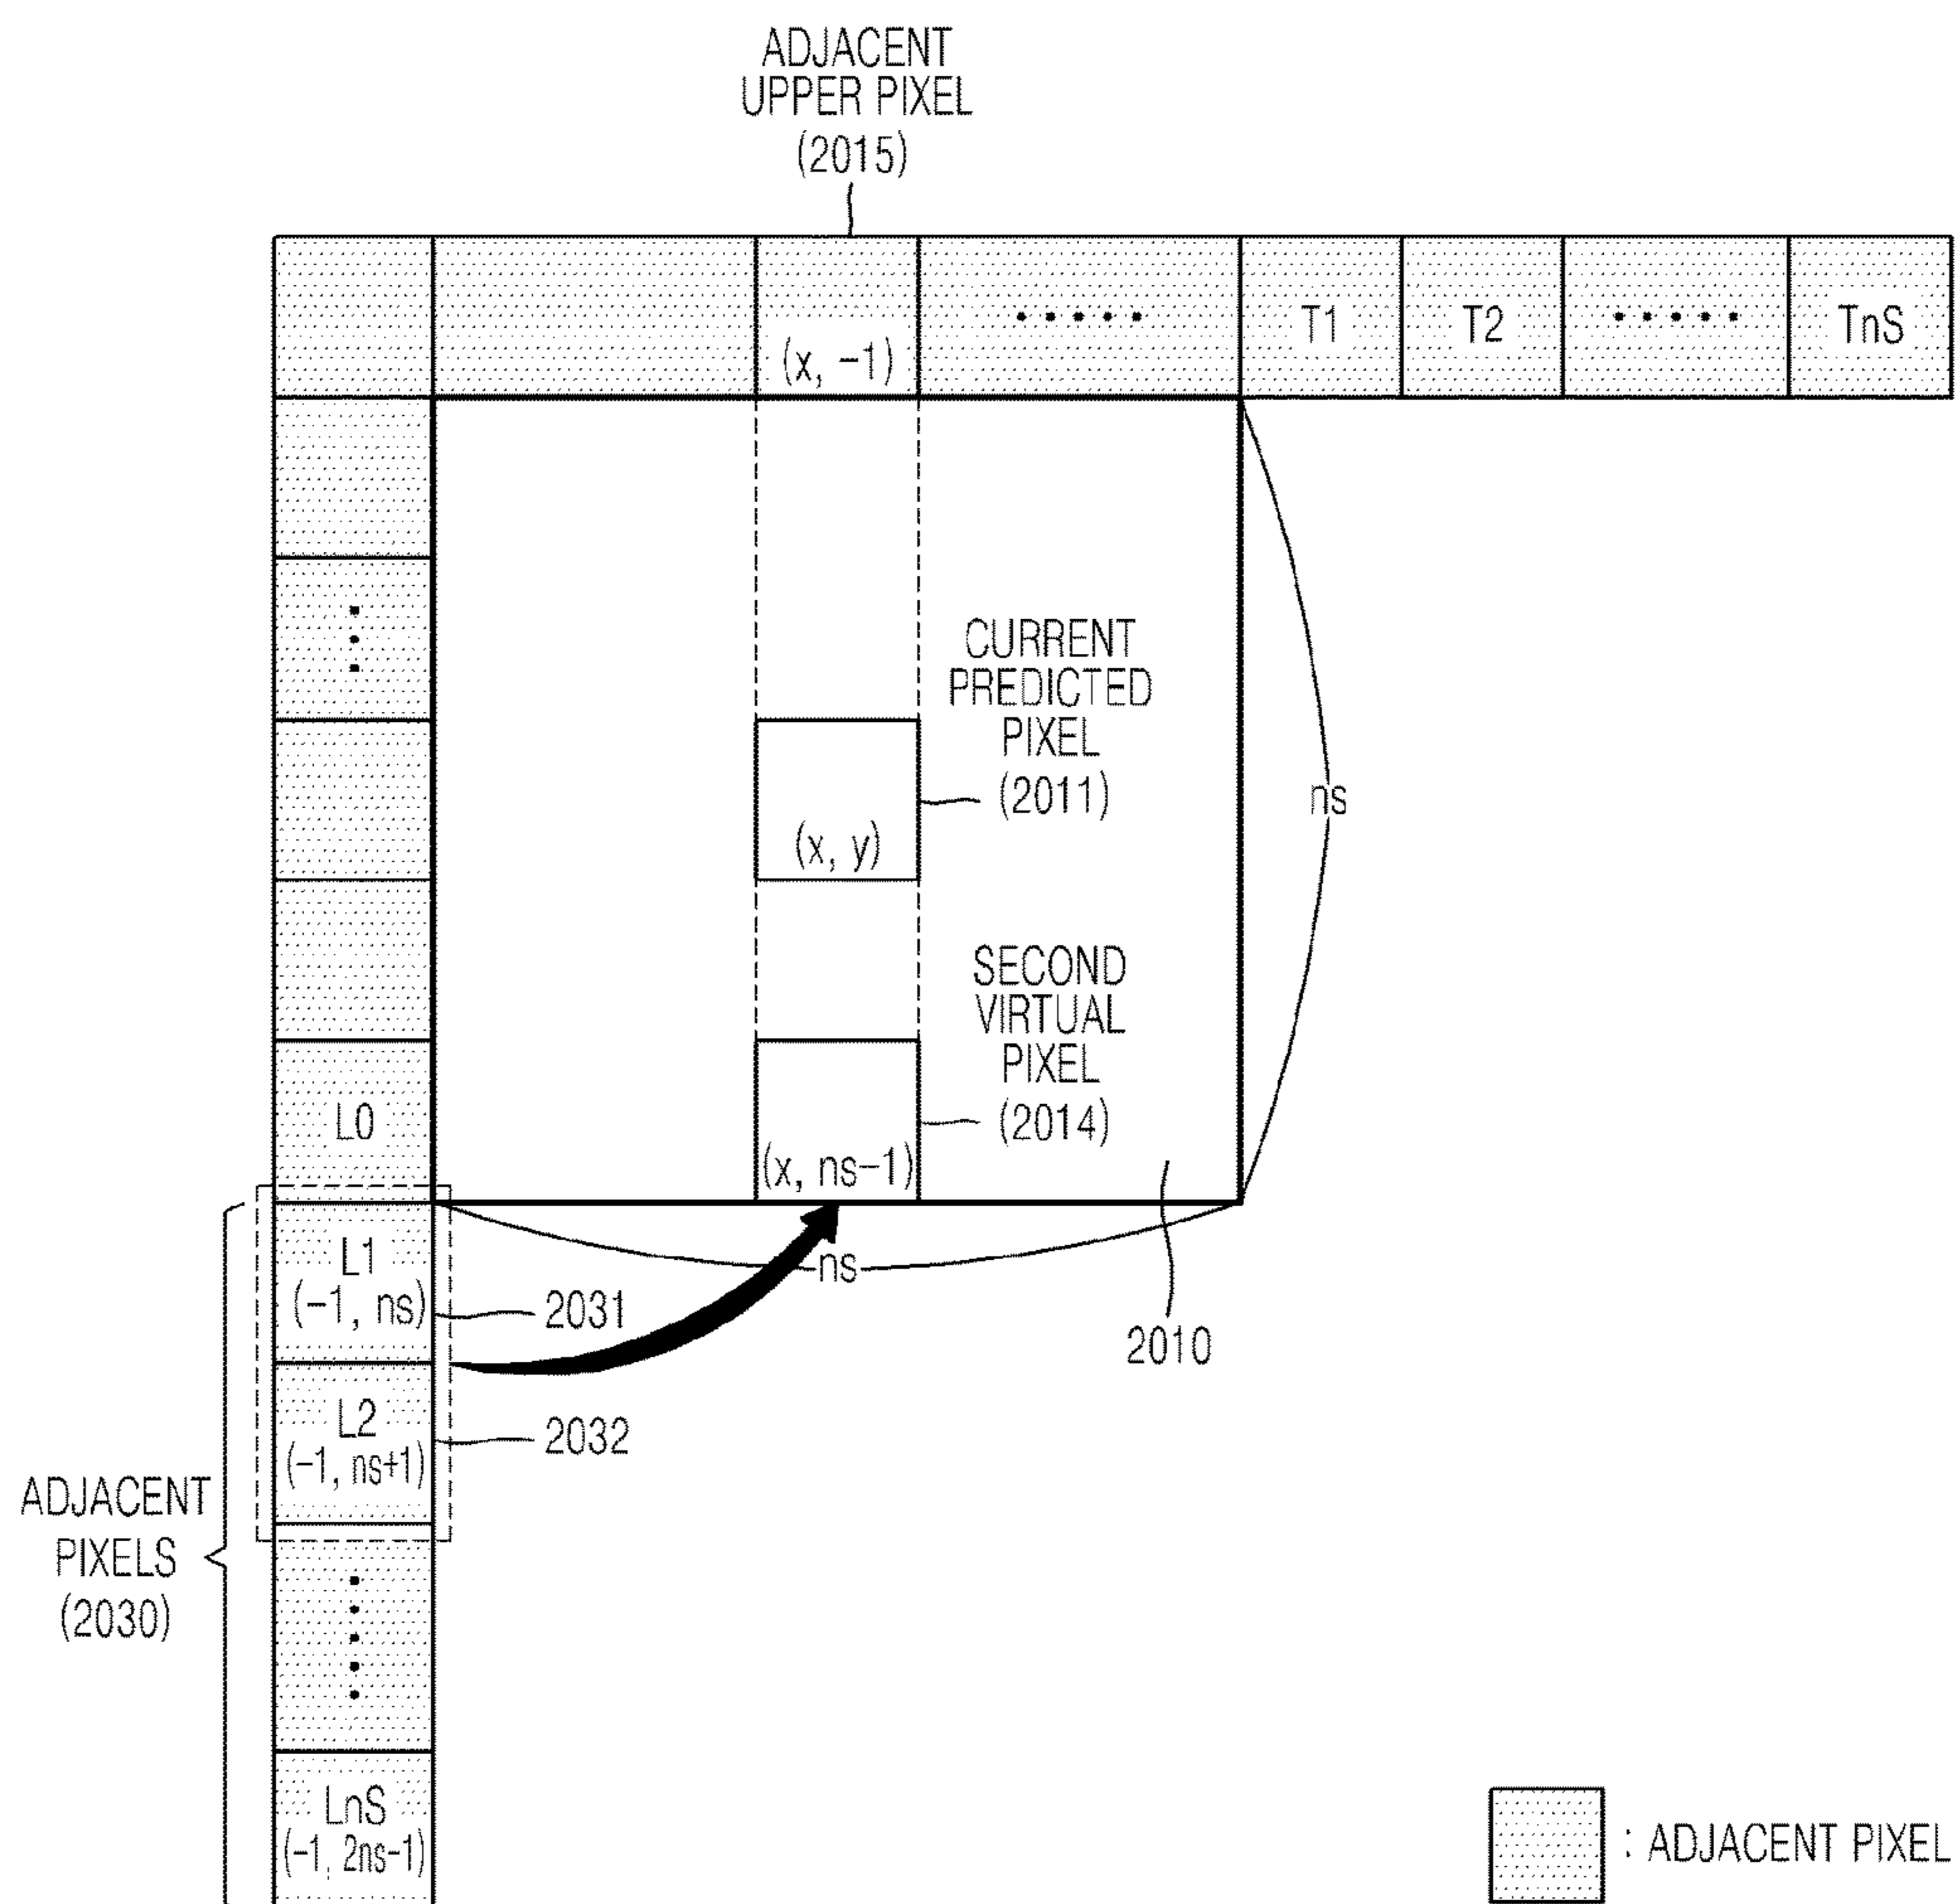 ADJACENT
UPPER PIXEL
(2015)
(x, -1)
.....
T1
T2
.....
TnS
CURRENT
PREDICTED
PIXEL
(2011)
(x, y)
ns
SECOND
VIRTUAL
PIXEL
(2014)
(x, ns-1)
L0
L1
(-1, ns)
2031
ns
2010
L2
(-1, ns+1)
2032
ADJACENT
PIXELS
(2030)
LnS
(-1, 2ns-1)
: ADJACENT PIXEL